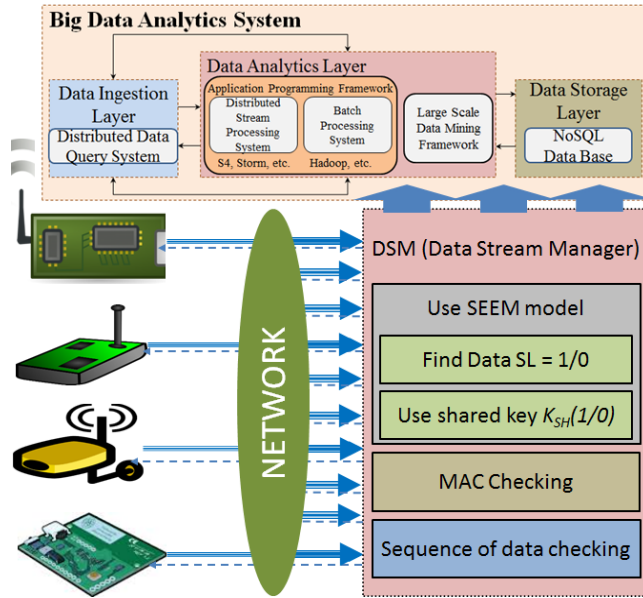 Big Data Analytics System
Data Analytics Layer
Application Programming Framework
Data Ingestion
Layer
Distributed Data
Query System
Distributed
Stream
Processing
System
Batch
Processing
System
S4, Storm, etc.
Hadoop, etc.
Large Scale
Data Mining
Framework
Data Storage
Layer
NoSQL
Data Base
NETWORK
DSM (Data Stream Manager)
Use SEEM model
Find Data SL = 1/0
Use shared key K_SH(1/0)
MAC Checking
Sequence of data checking